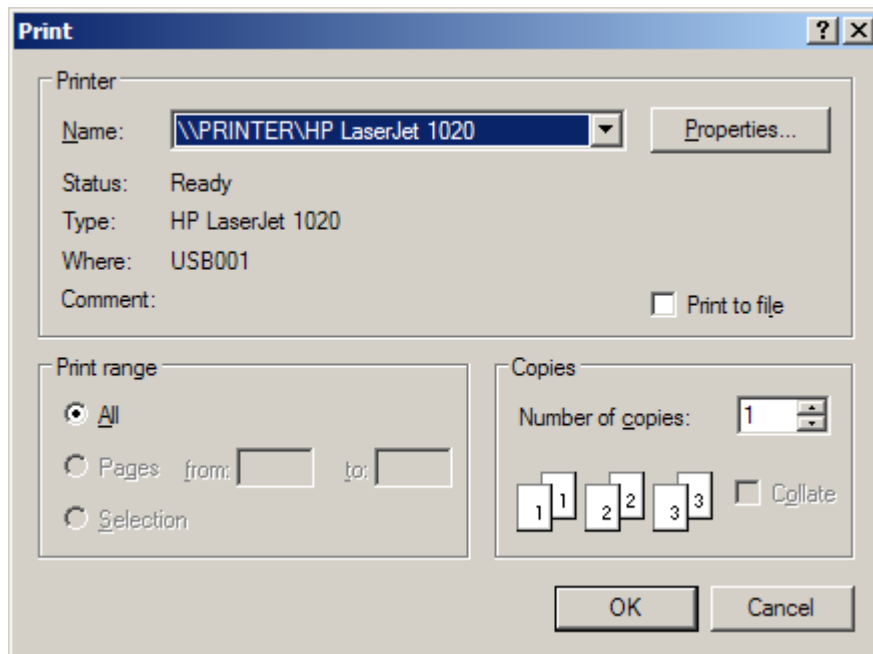 Print
Printer
Name: \\PRINTER\HP LaserJet 1020 Properties...
Status: Ready
Type: HP LaserJet 1020
Where: USB001
Comment:
Print to file
Print range
All
Pages from: to:
Selection
Copies
Number of copies: 1
1 1 2 2 3 3 Collate
OK Cancel